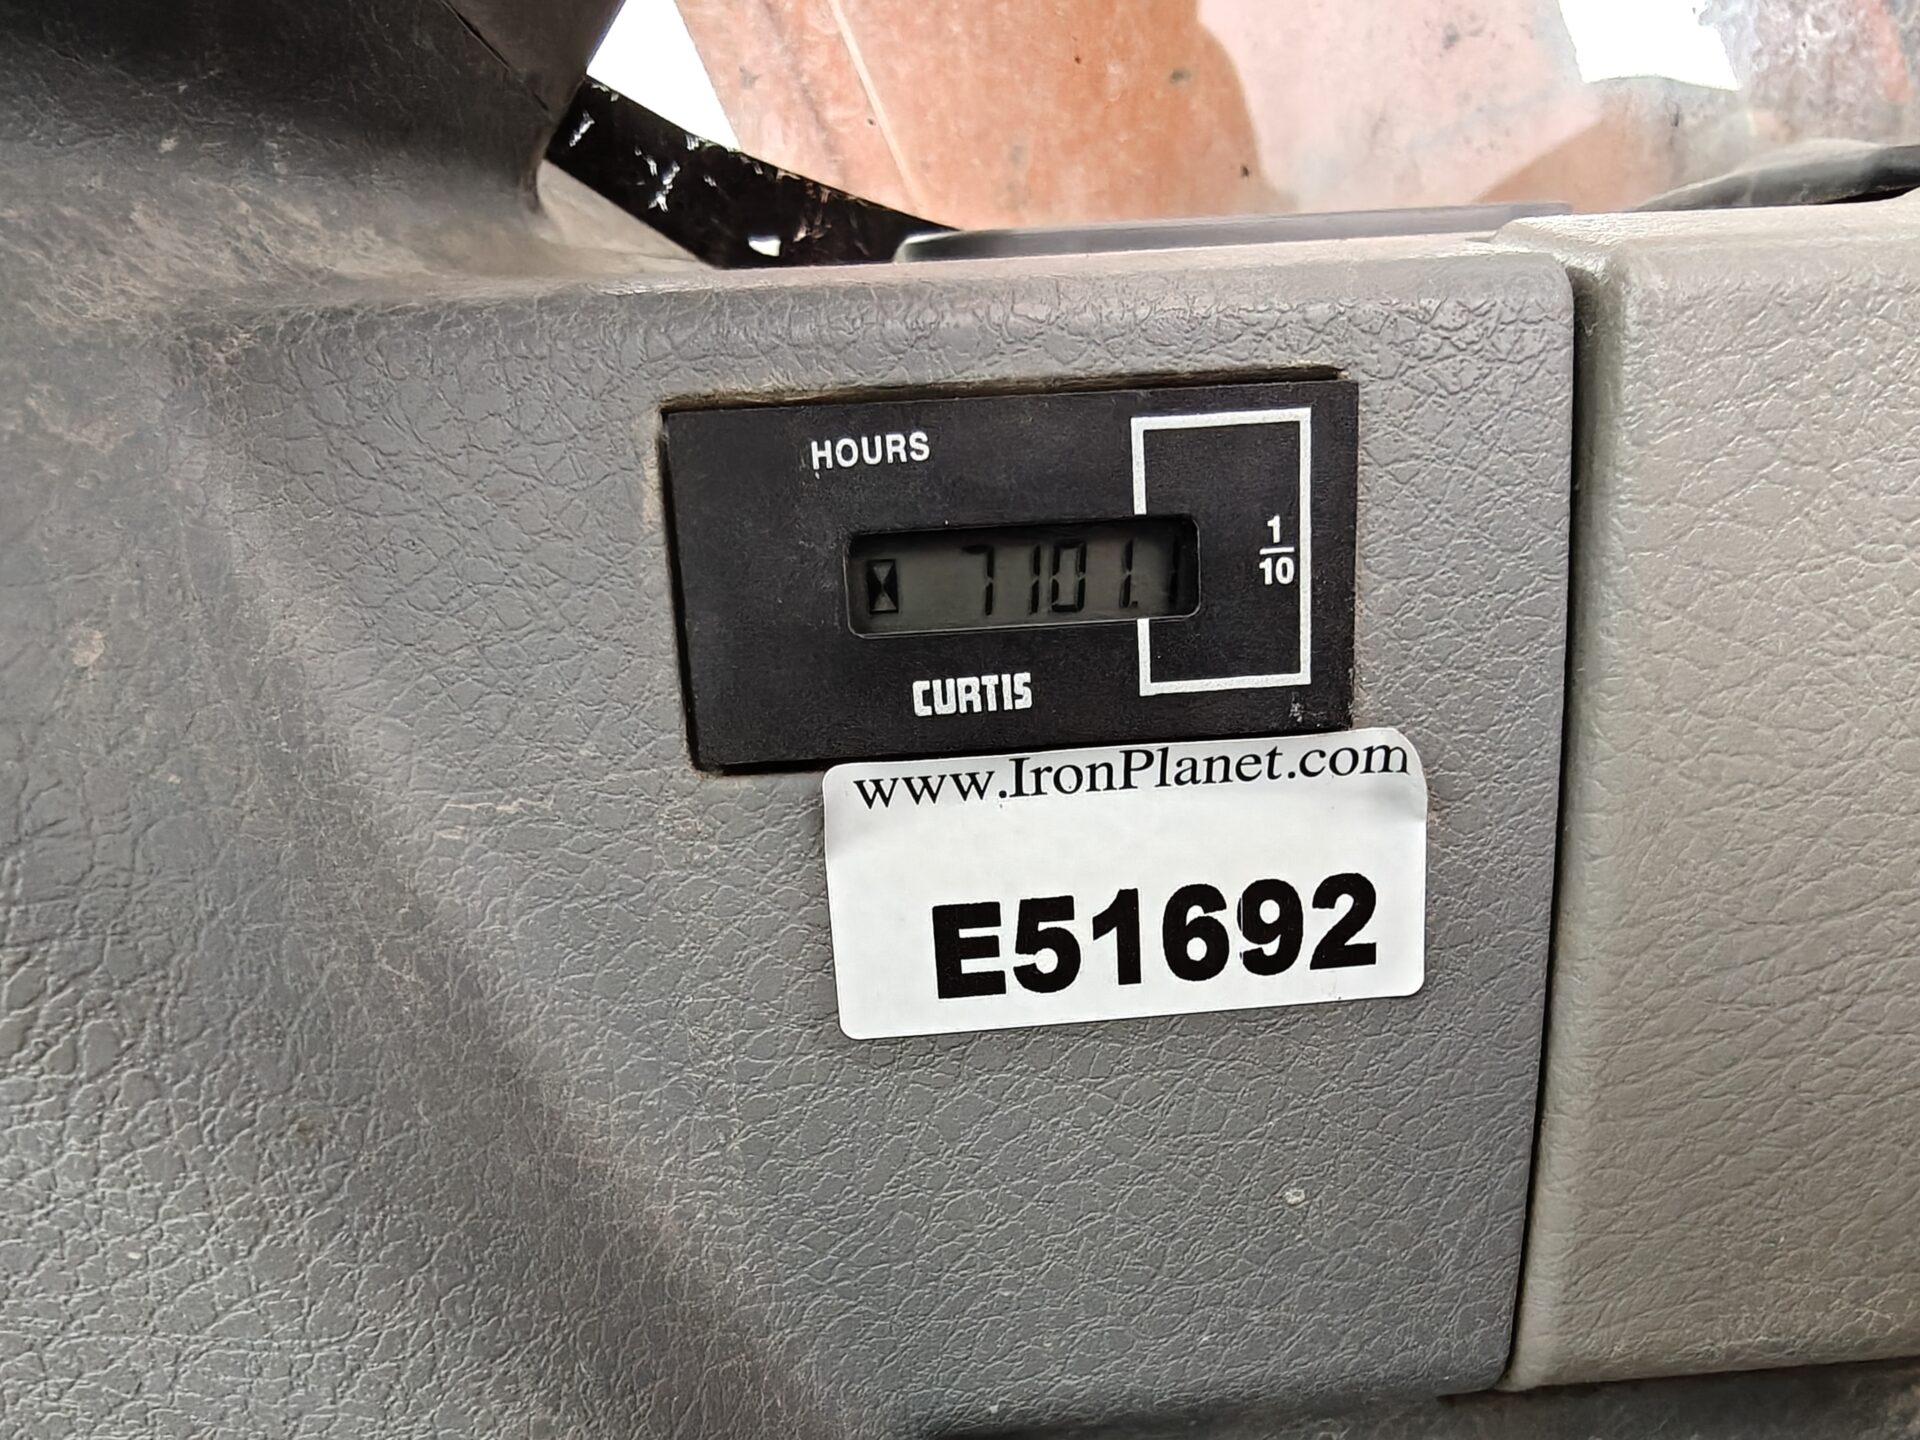 HOURS
7101.1
1
10
CURTIS
www.IronPlanet.com
E51692